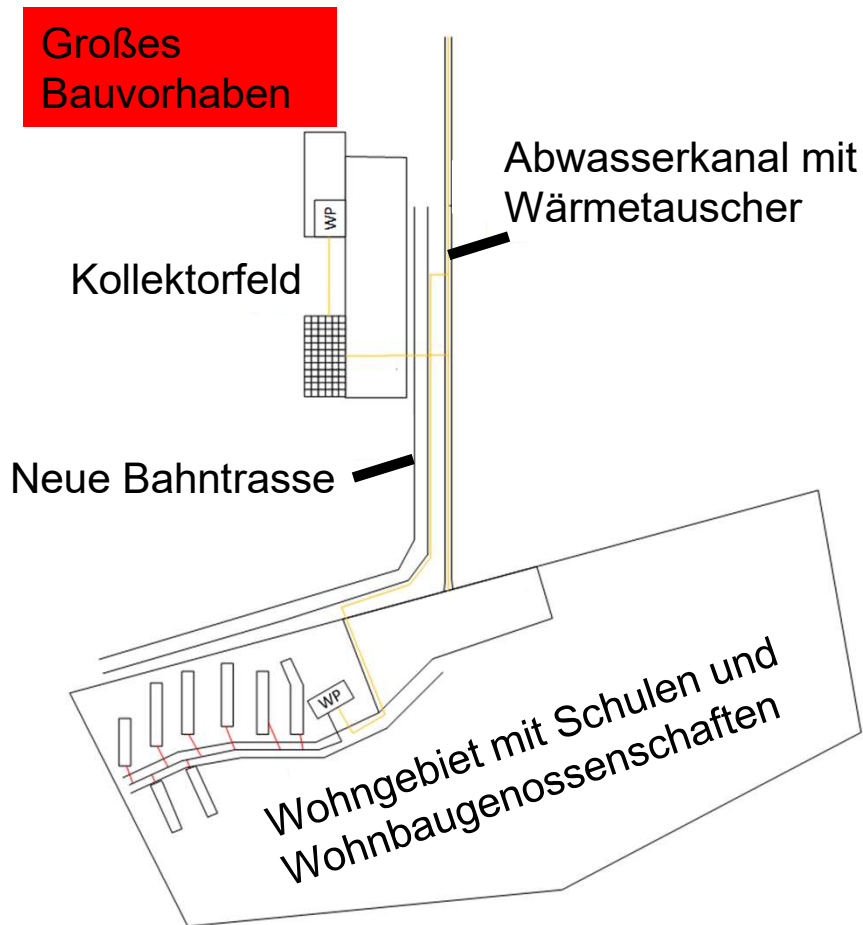 Großes
Bauvorhaben
Abwasserkanal mit
Wärmetauscher
WP
Kollektorfeld
Neue Bahntrasse
WP
Wohngebiet mit Schulen und
Wohnbaugenossenschaften